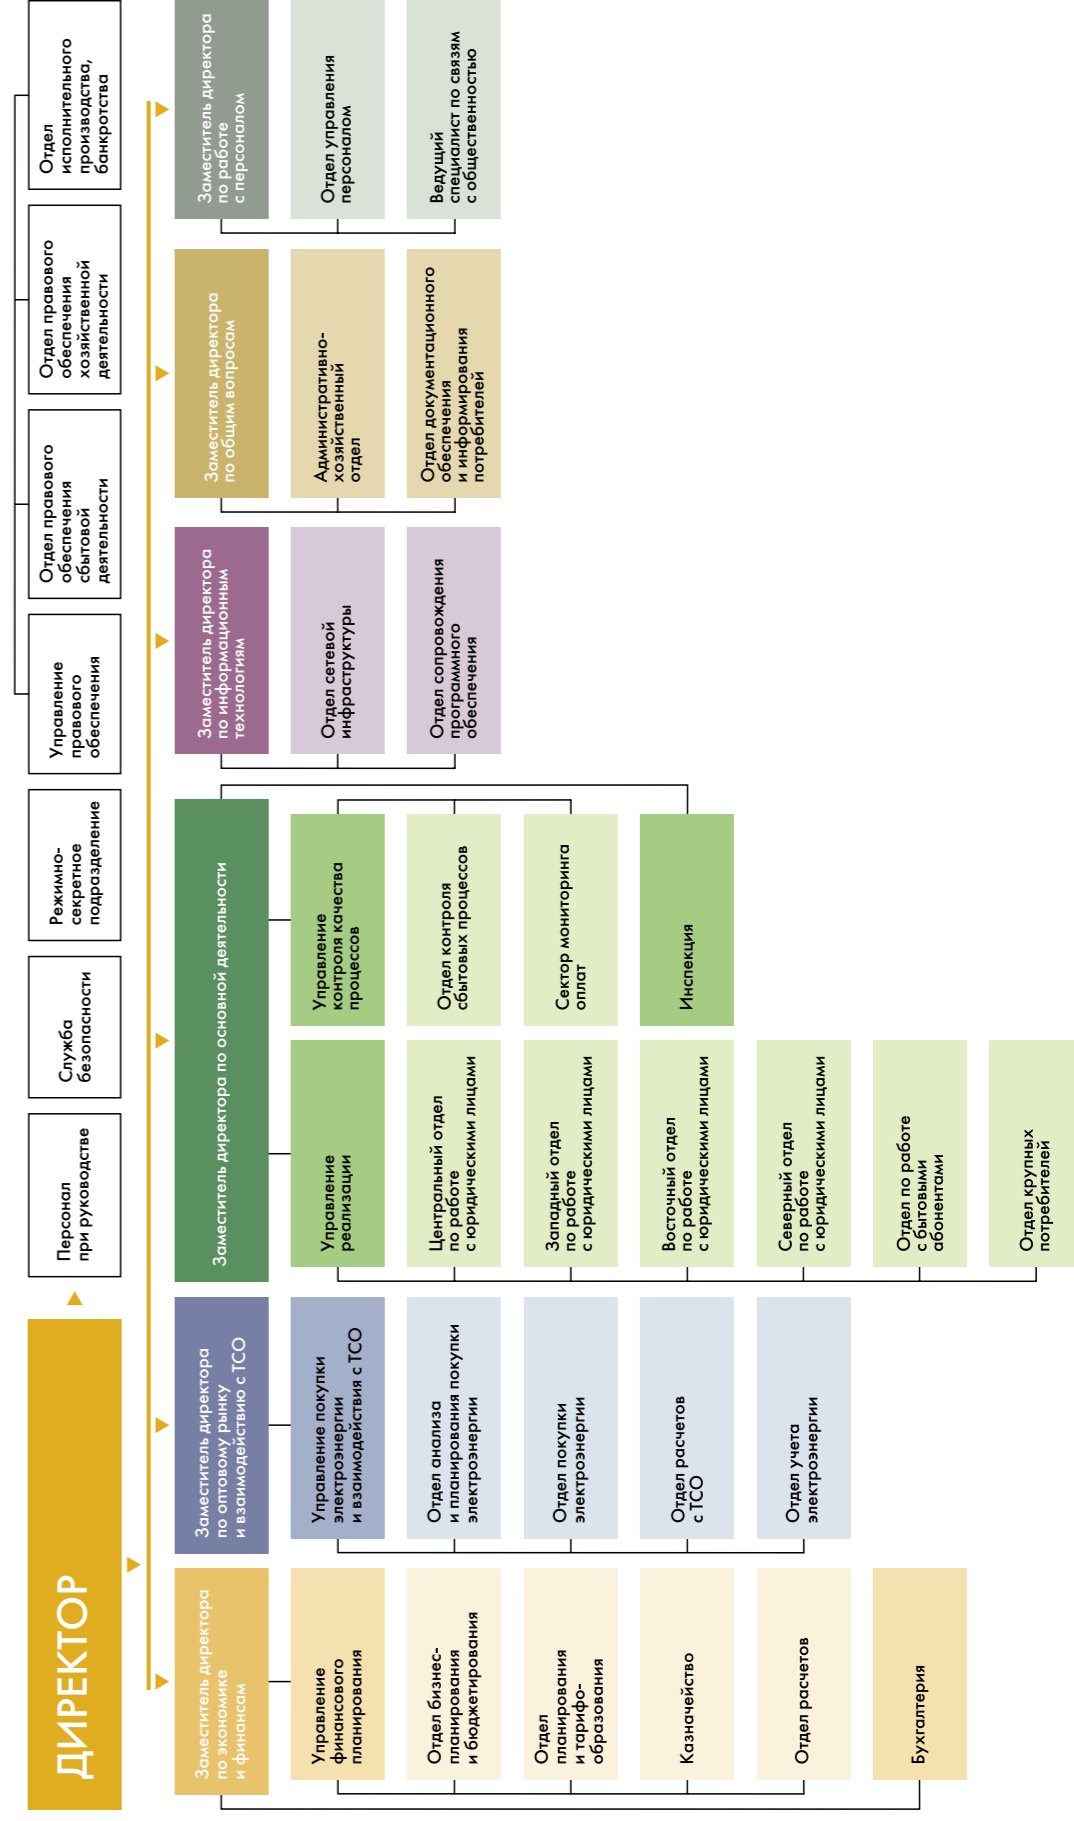 ДИРЕКТОР
Персонал
при руководстве
Служба
безопасности
Режимно-
секретное
подразделение
Управление
правового
обеспечения
Отдел правового
обеспечения
сбытовой
деятельности
Отдел правового
обеспечения
хозяйственной
деятельности
Отдел
исполнительного
производства,
банкротства
Заместитель директора
по экономике
и финансам
Управление
финансового
планирования
Отдел бизнес-
планирования
и бюджетирования
Отдел
планирования
и тарифо-
образования
Казначейство
Отдел расчетов
Бухгалтерия
Заместитель директора
по оптовому рынку
и взаимодействию с ТСО
Управление покупки
электроэнергии
и взаимодействия с ТСО
Отдел анализа
и планирования покупки
электроэнергии
Отдел покупки
электроэнергии
Отдел расчетов
с ТСО
Отдел учета
электроэнергии
Заместитель директора по основной деятельности
Управление
реализации
Центральный отдел
по работе
с юридическими лицами
Западный отдел
по работе
с юридическими лицами
Восточный отдел
по работе
с юридическими лицами
Северный отдел
по работе
с юридическими лицами
Отдел по работе
с бытовыми
абонентами
Отдел крупных
потребителей
Управление
контроля качества
процессов
Отдел контроля
сбытовых процессов
Сектор мониторинга
оплат
Инспекция
Заместитель директора
по информационным
технологиям
Отдел сетевой
инфраструктуры
Отдел сопровождения
программного
обеспечения
Заместитель директора
по общим вопросам
Административно-
хозяйственный
отдел
Отдел документационного
обеспечения
и информирования
потребителей
Заместитель директора
по работе
с персоналом
Отдел управления
персоналом
Ведущий
специалист по связям
с общественностью